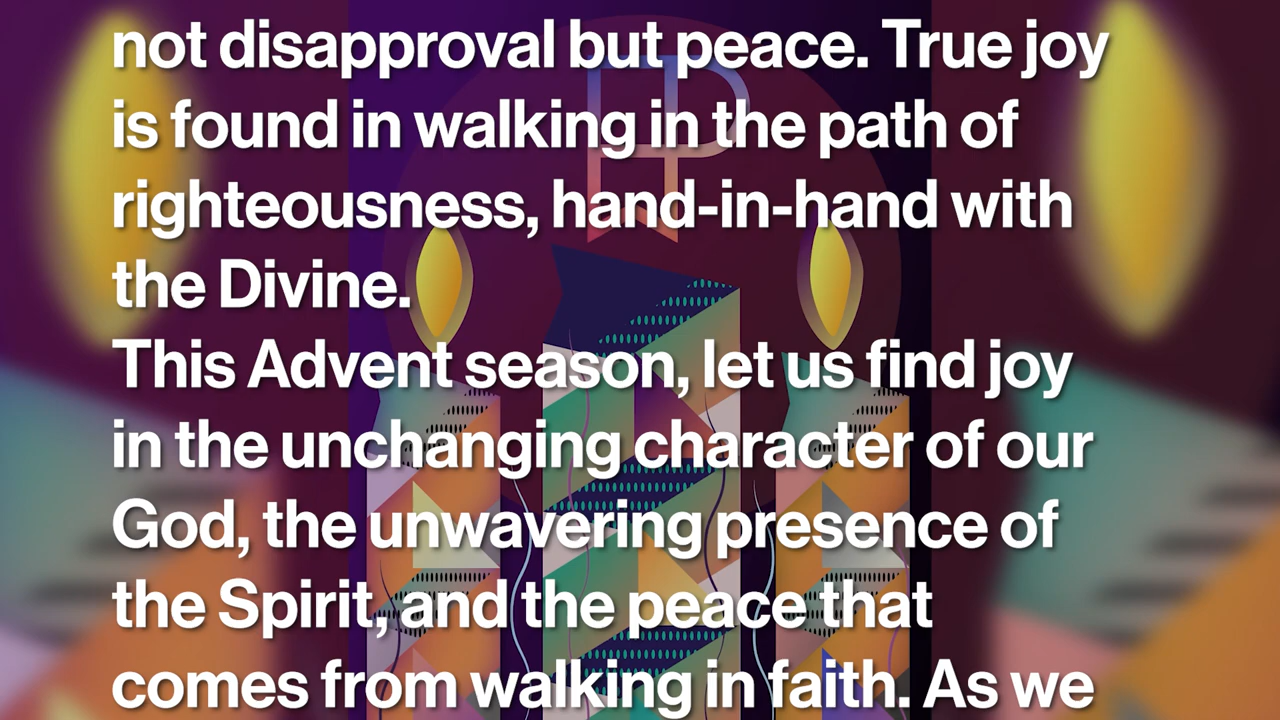 not disapproval but peace. True joy
is found in walking in the path of
righteousness, hand-in-hand with
the Divine.
This Advent season, let us find joy
in the unchanging character of our
God, the unwavering presence of
the Spirit, and the peace that
comes from walking in faith. As we